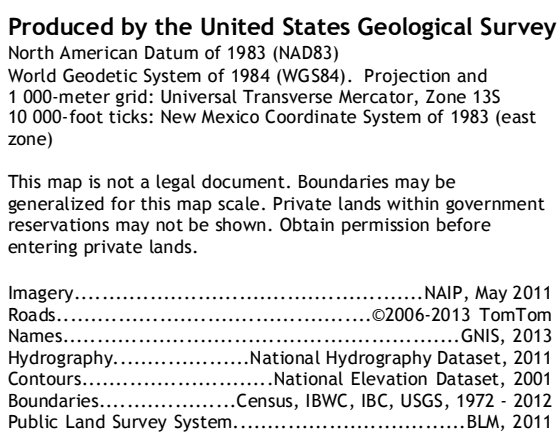 Produced by the United States Geological Survey
North American Datum of 1983 (NAD83)
World Geodetic System of 1984 (WGS84).  Projection and
1 000-meter grid: Universal Transverse Mercator, Zone 13S
10 000-foot ticks: New Mexico Coordinate System of 1983 (east
zone)
This map is not a legal document. Boundaries may be
generalized for this map scale. Private lands within government
reservations may not be shown. Obtain permission before
entering private lands.
Imagery..............................................NAIP, May 2011
Roads.........................................©2006-2013 TomTom
Names....................................................GNIS, 2013
Hydrography..................National Hydrography Dataset, 2011
Contours..........................National Elevation Dataset, 2001
Boundaries..................Census, IBWC, IBC, USGS, 1972 - 2012
Public Land Survey System...............................BLM, 2011